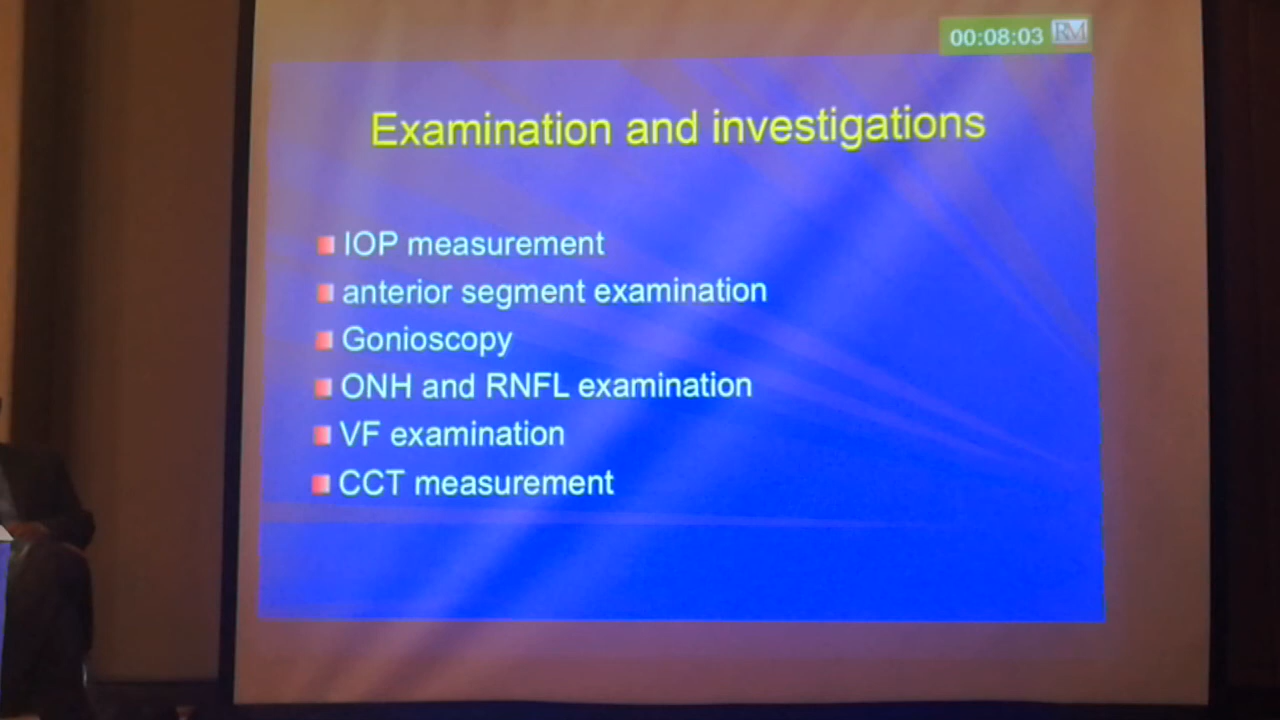 00:08:03 RM
Examination and investigations
IOP measurement
anterior segment examination
Gonioscopy
ONH and RNFL examination
VF examination
CCT measurement